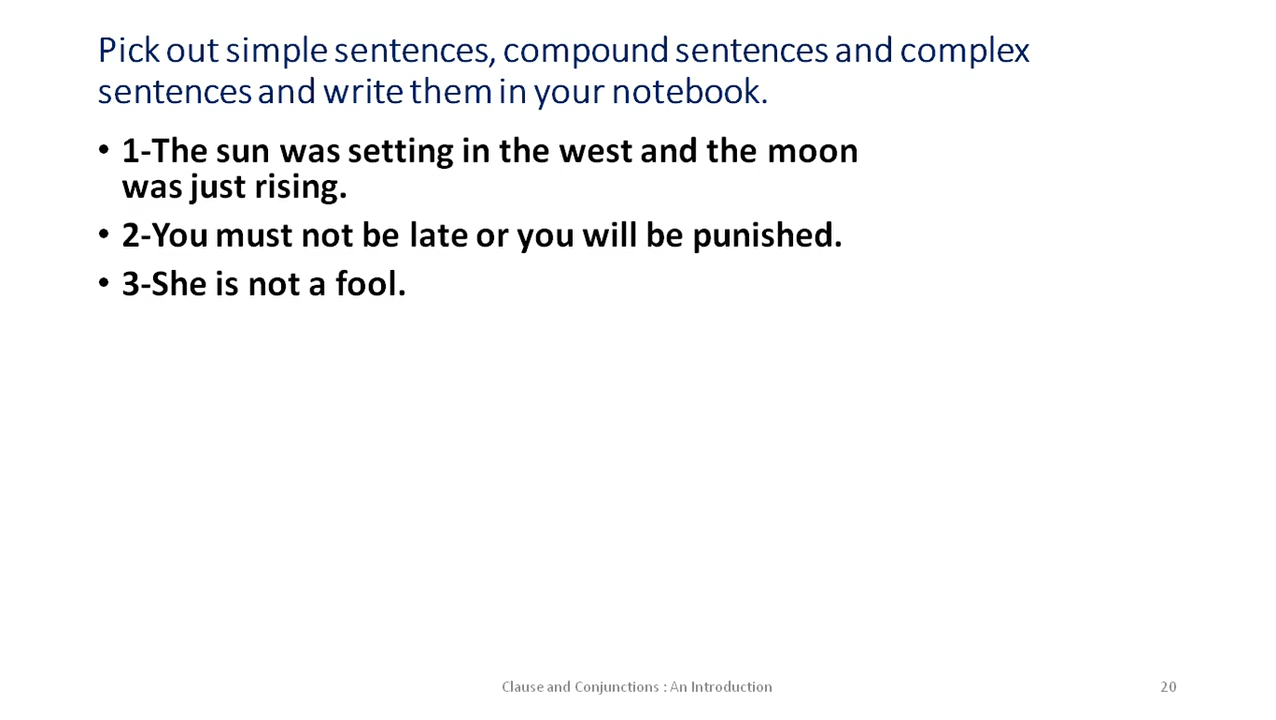 Pick out simple sentences, compound sentences and complex
sentences and write them in your notebook.
• 1-The sun was setting in the west and the moon
was just rising.
• 2-You must not be late or you will be punished.
• 3-She is not a fool.
Clause and Conjunctions : An Introduction
20